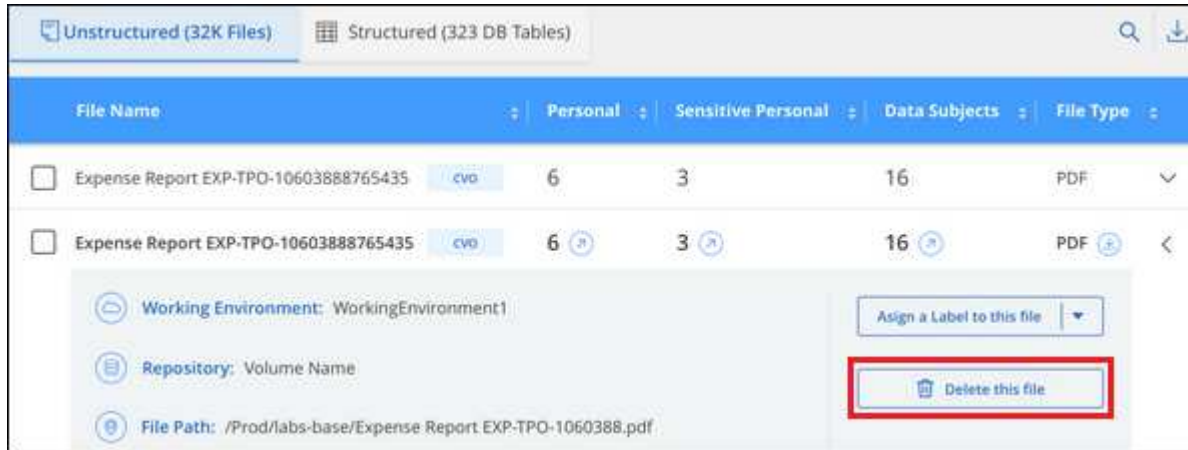 Unstructured (32K Files) Structured (323 DB Tables)
File Name Personal Sensitive Personal Data Subjects File Type
Expense Report EXP-TPO-10603888765435 CVO 6 3 16 PDF
Expense Report EXP-TPO-10603888765435 CVO 6 3 16 PDF
Working Environment: WorkingEnvironment1
Asign a Label to this file
Repository: Volume Name
Delete this file
File Path: /Prod/labs-base/Expense Report EXP-TPO-1060388.pdf